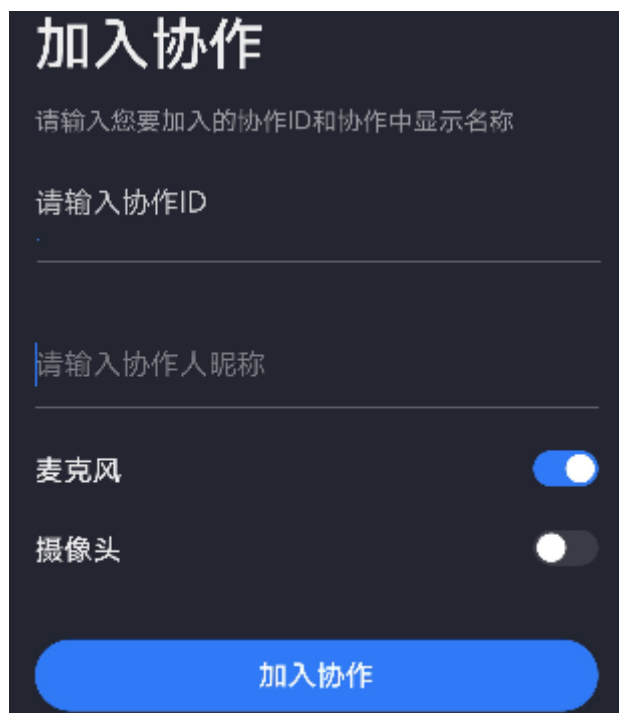 加入协作
请输入您要加入的协作ID和协作中显示名称
请输入协作ID
请输入协作人昵称
麦克风
摄像头
加入协作